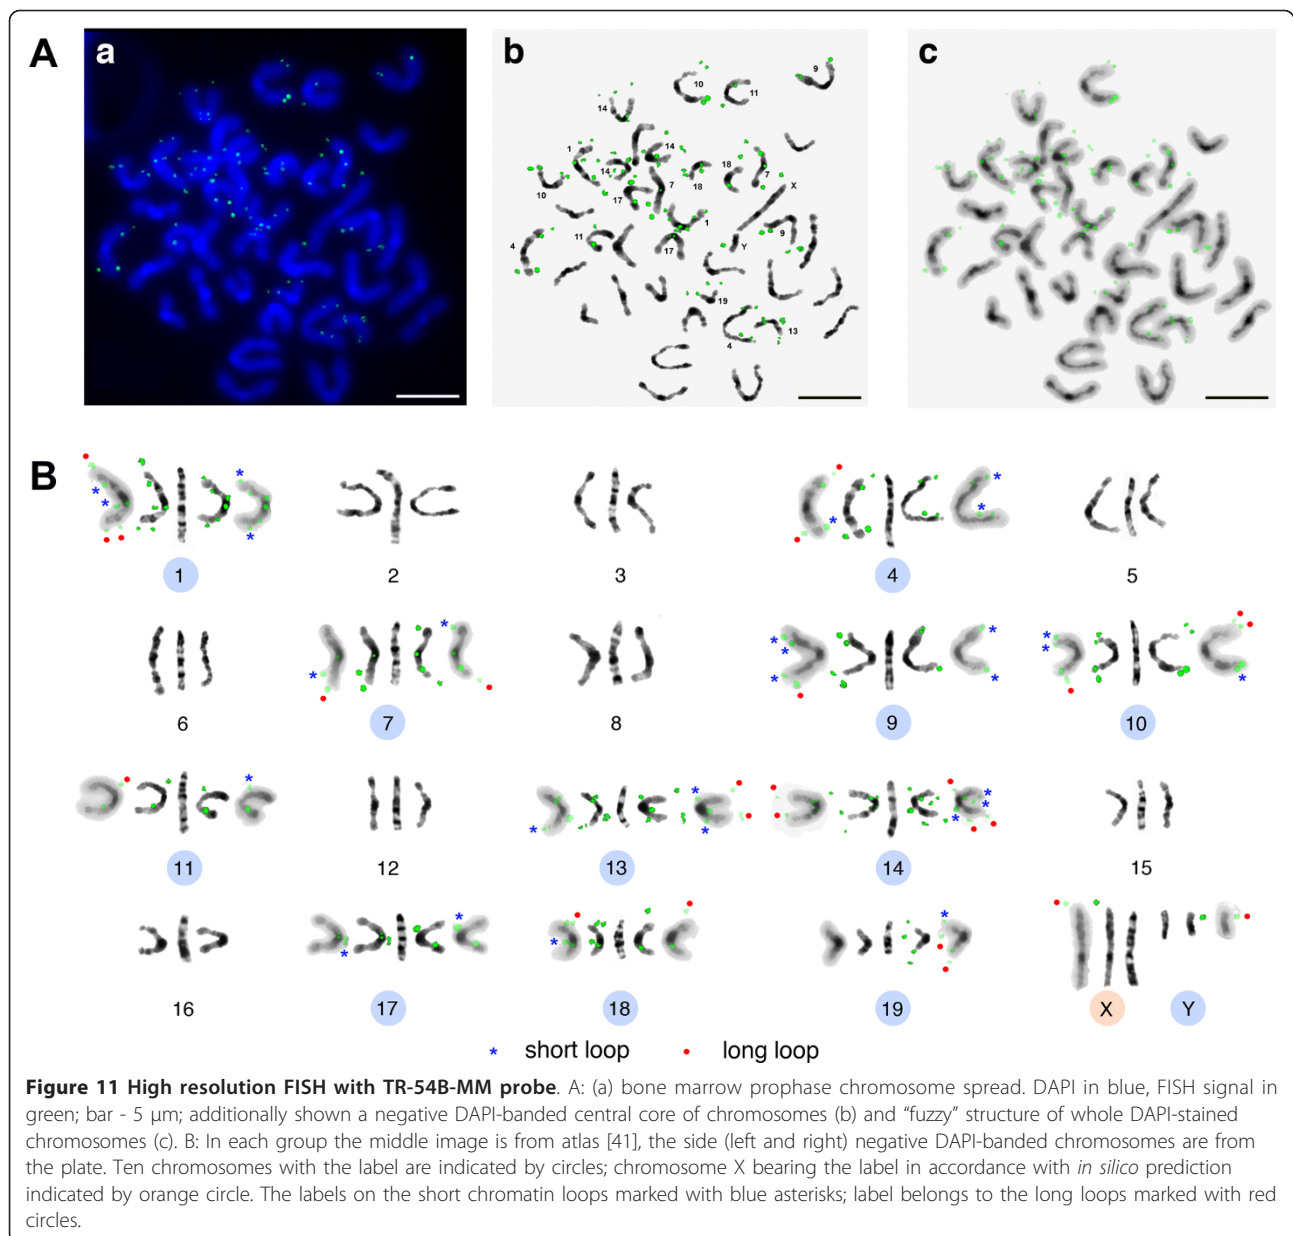 A
a
b
c
9
10
11
14
1
14
18
7
14
18
10
7
X
17
1
9
4
11
17
Y
19
13
4
B
1
2
3
4
5
6
7
8
9
10
11
12
13
14
15
16
17
18
19
X
Y
* short loop • long loop
Figure 11 High resolution FISH with TR-54B-MM probe. A: (a) bone marrow prophase chromosome spread. DAPI in blue, FISH signal in
green; bar - 5 µm; additionally shown a negative DAPI-banded central core of chromosomes (b) and “fuzzy” structure of whole DAPI-stained
chromosomes (c). B: In each group the middle image is from atlas [41], the side (left and right) negative DAPI-banded chromosomes are from
the plate. Ten chromosomes with the label are indicated by circles; chromosome X bearing the label in accordance with in silico prediction
indicated by orange circle. The labels on the short chromatin loops marked with blue asterisks; label belongs to the long loops marked with red
circles.